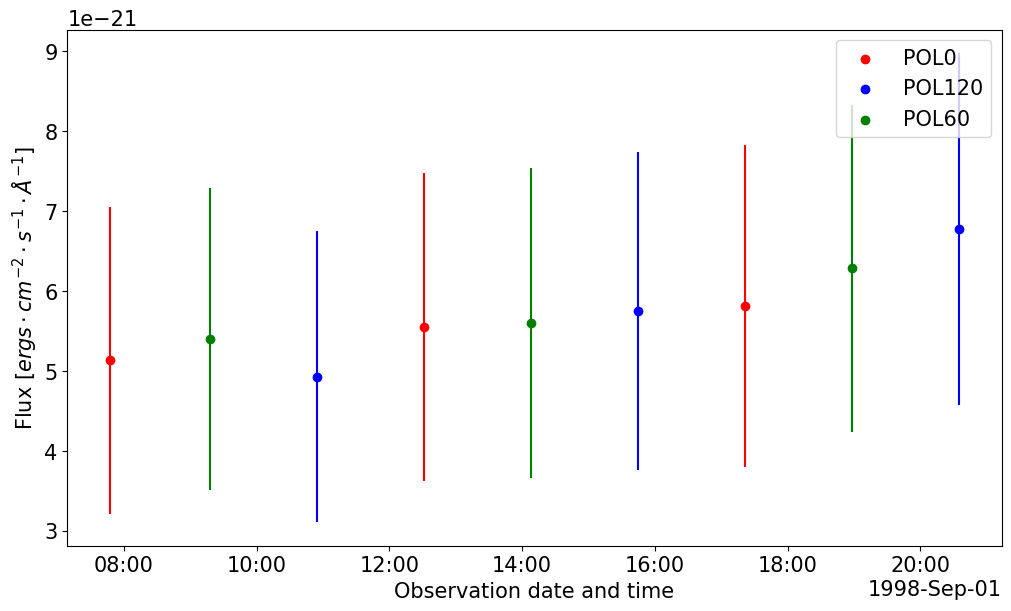 1e−21
9
8
7
6
5
4
3
Flux [ergs · cm⁻² · s⁻¹ · Å⁻¹]
POL0
POL120
POL60
08:00 10:00 12:00 14:00 16:00 18:00 20:00
Observation date and time
1998-Sep-01